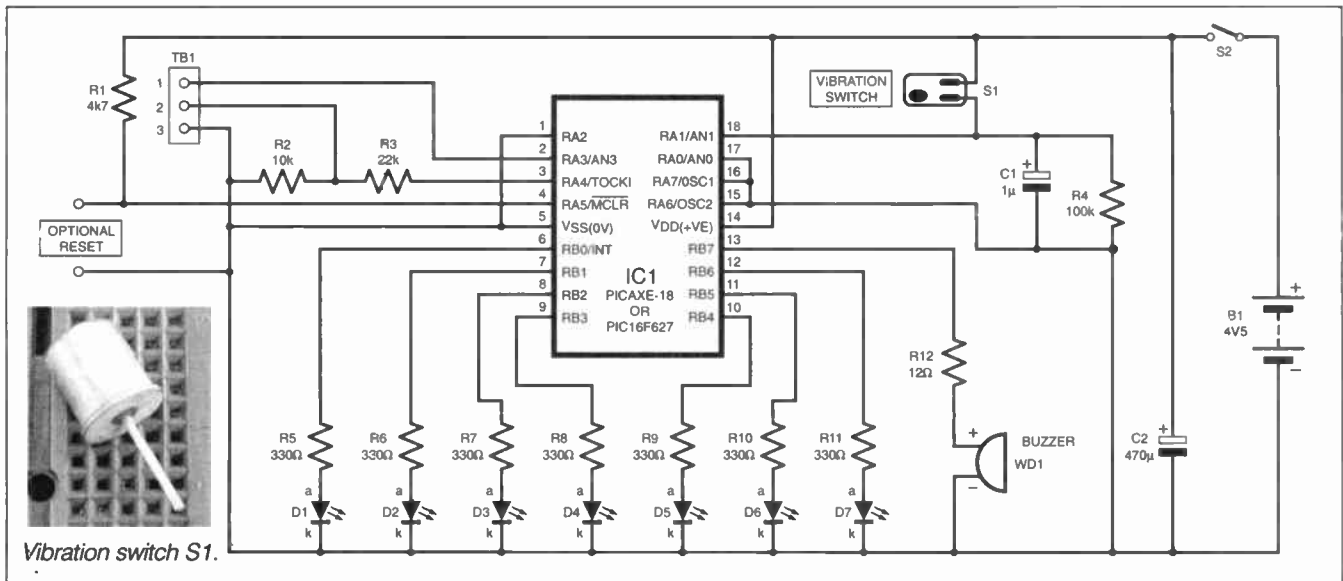 TB1
1
2
3
R1
4k7
R2
10k
R3
22k
OPTIONAL
RESET
VIBRATION
SWITCH
S1
S2
1 RA2
2 RA3/AN3
3 RA4/TOCKI
4 RA5/MCLR
5 VSS(0V)
6 RB0/INT
7 RB1
8 RB2
9 RB3
RA1/AN1 18
RA0/AN0 17
RA7/OSC1 16
RA6/OSC2 15
VDD(+VE) 14
RB7 13
RB6 12
RB5 11
RB4 10
IC1
PICAXE-18
OR
PIC16F627
+
C1
1µ
R4
100k
+
B1
4V5
−
R12
12Ω
+
BUZZER
WD1
−
+
C2
470µ
R5
330Ω
R6
330Ω
R7
330Ω
R8
330Ω
R9
330Ω
R10
330Ω
R11
330Ω
a
D1
k
a
D2
k
a
D3
k
a
D4
k
a
D5
k
a
D6
k
a
D7
k
Vibration switch S1.